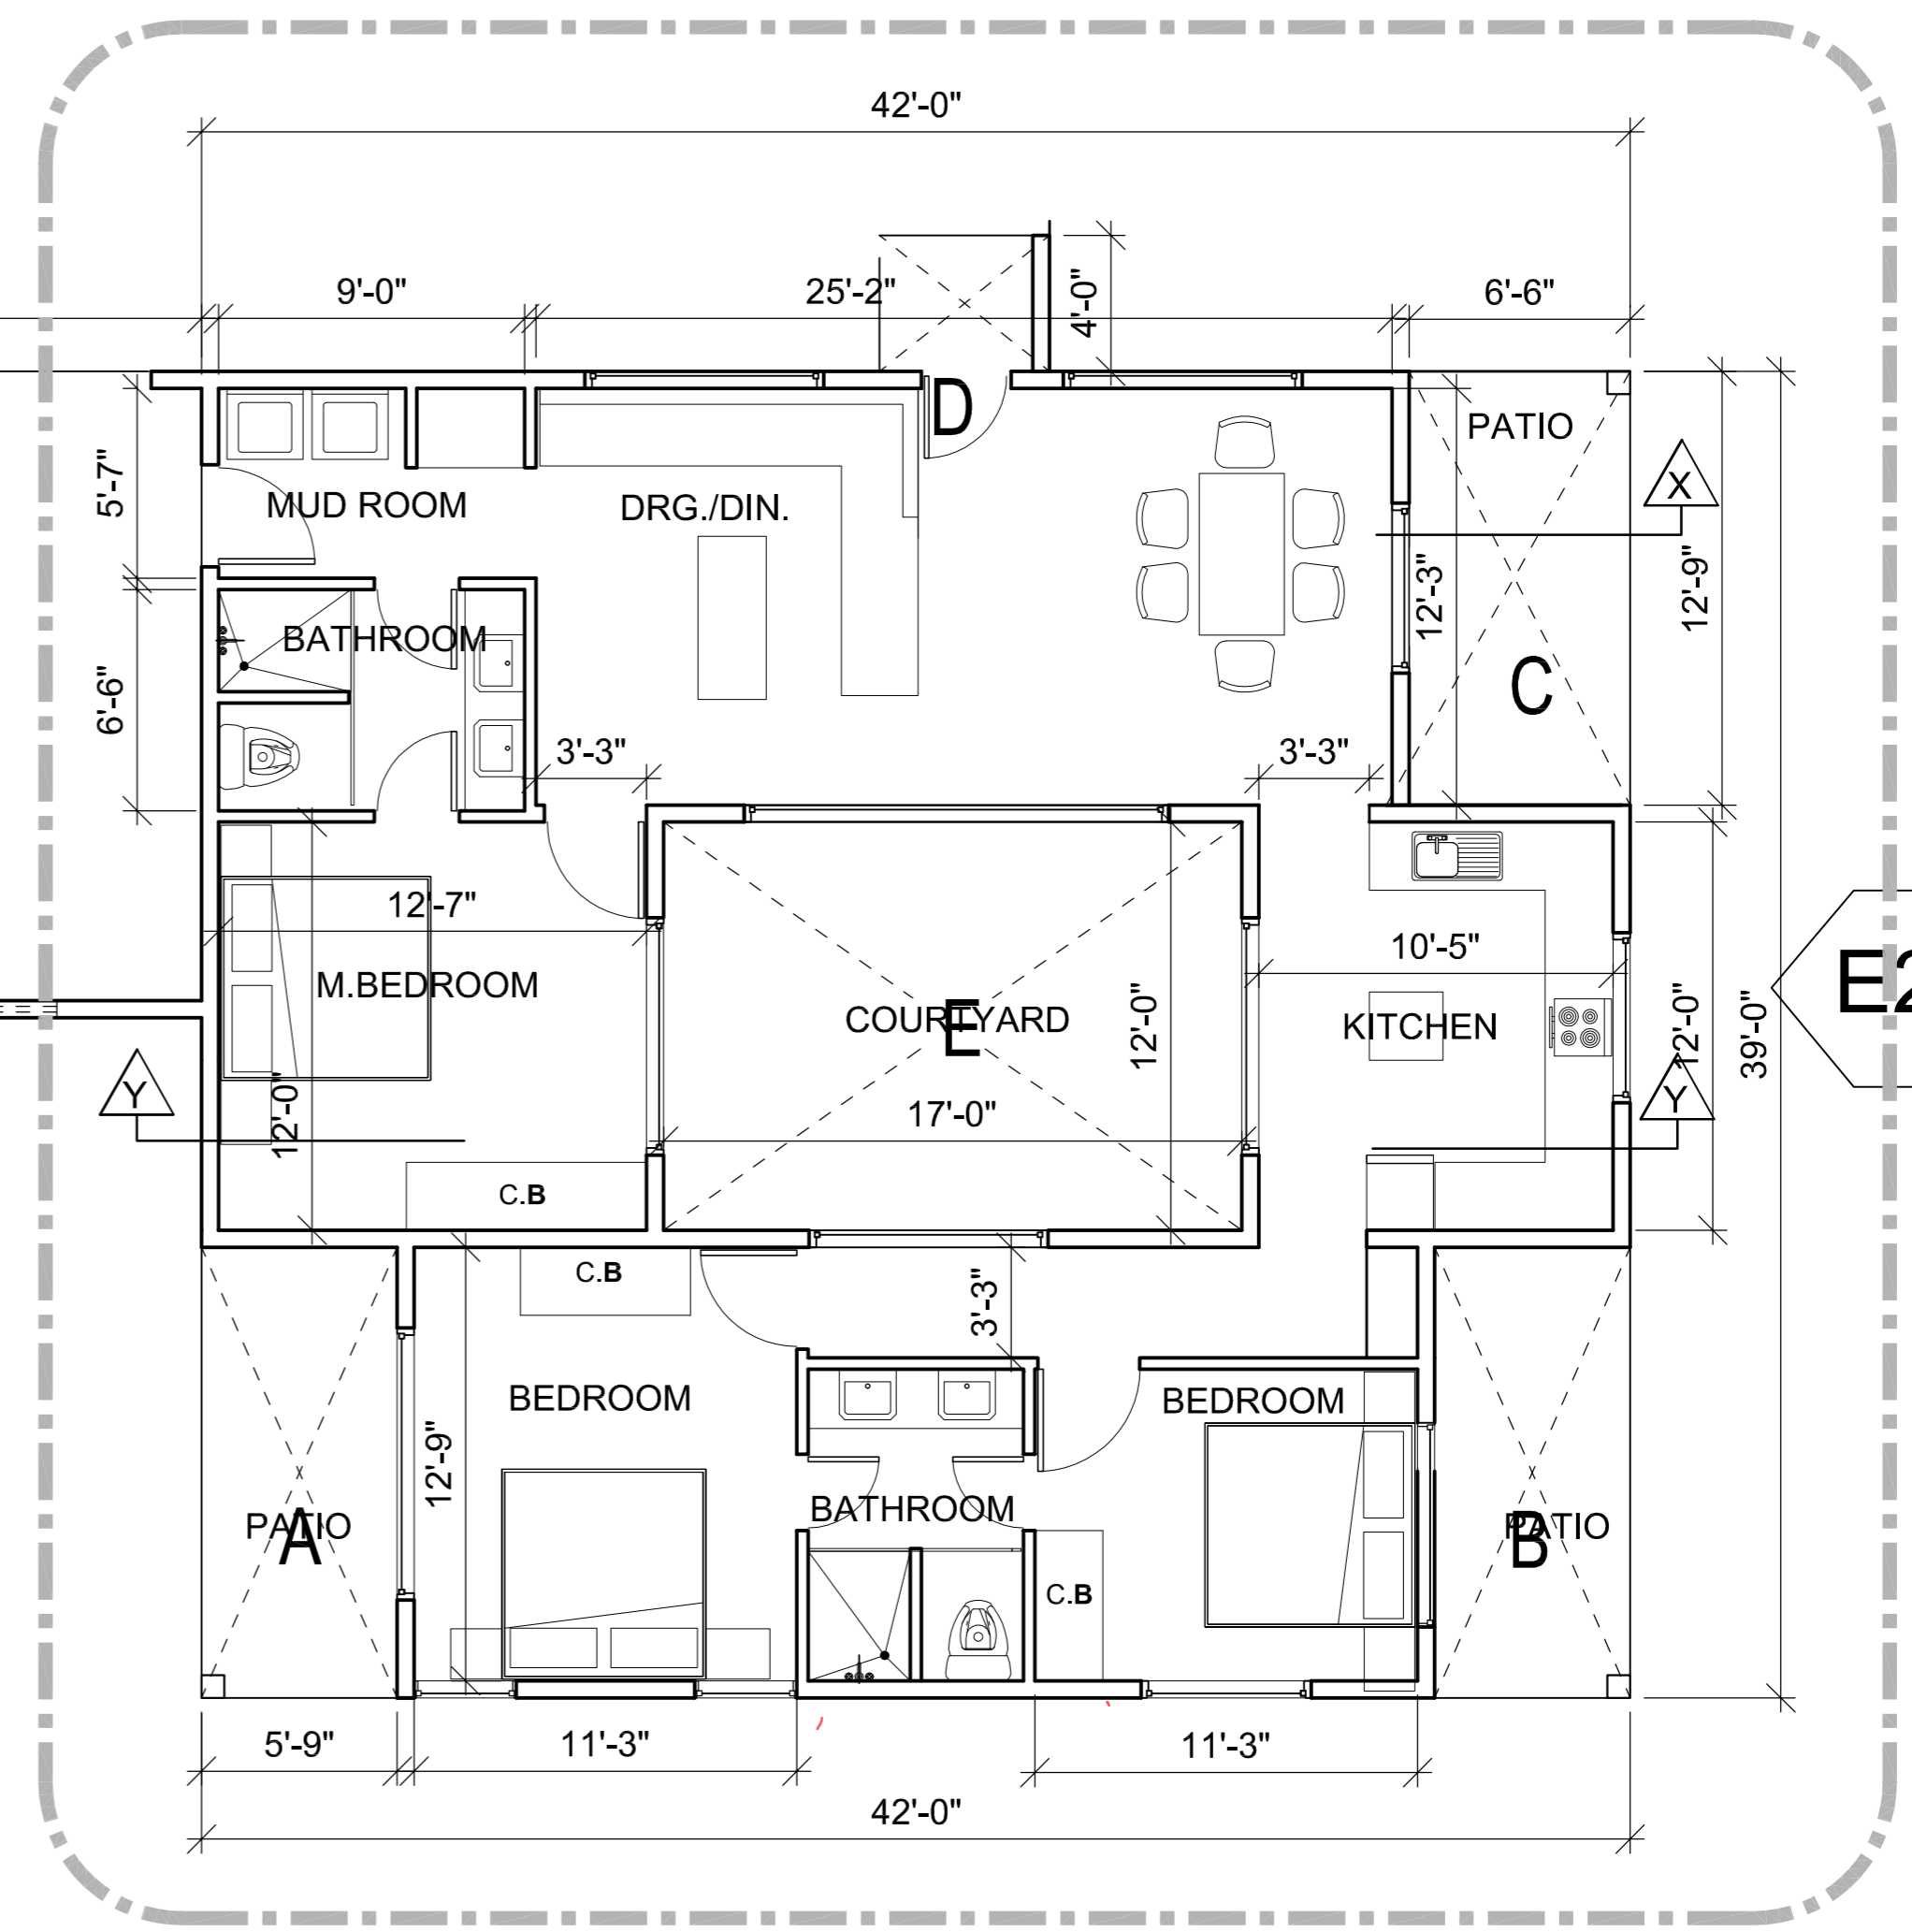 42'-0"
9'-0"
25'-2"
4'-0"
6'-6"
D
PATIO
5'-7"
MUD ROOM
DRG./DIN.
X
12'-3"
12'-9"
BATHROOM
6'-6"
C
3'-3"
3'-3"
12'-7"
10'-5"
M.BEDROOM
COURTYARD
E
12'-0"
KITCHEN
12'-0"
39'-0"
E2
Y
12'-0"
17'-0"
Y
C.B
C.B
3'-3"
BEDROOM
BEDROOM
12'-9"
BATHROOM
PATIO
A
PATIO
B
C.B
5'-9"
11'-3"
11'-3"
42'-0"